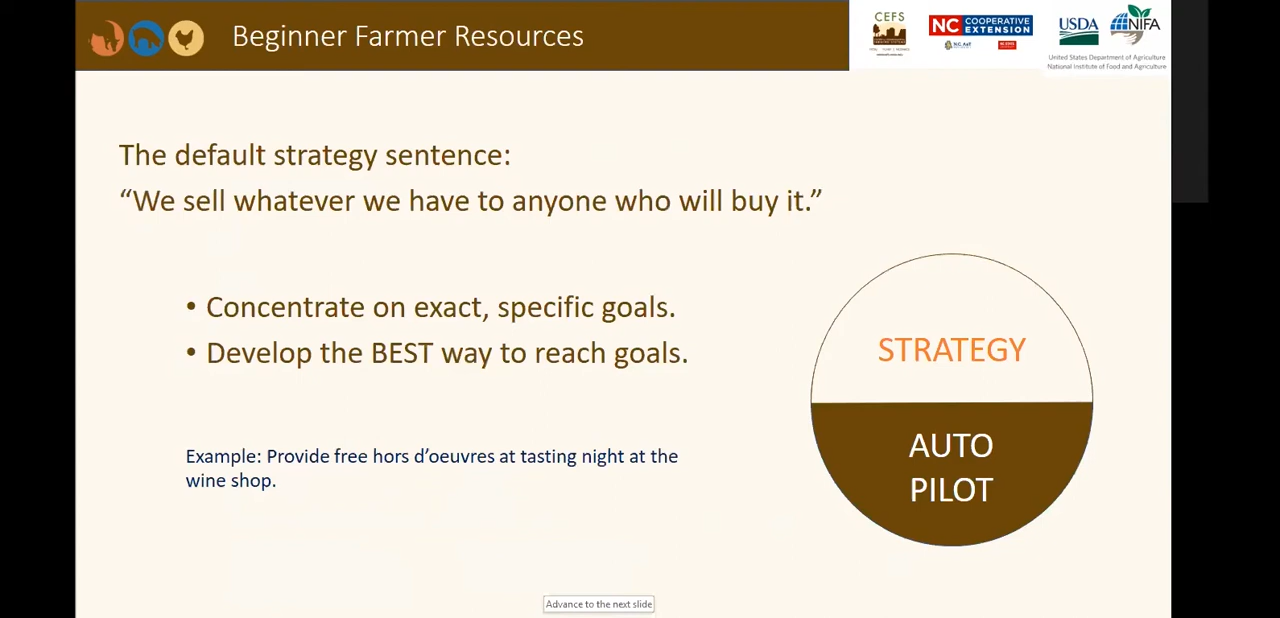 Beginner Farmer Resources
CEFS
NC COOPERATIVE
EXTENSION
USDA
NIFA
United States Department of Agriculture
National Institute of Food and Agriculture
The default strategy sentence:
“We sell whatever we have to anyone who will buy it.”
• Concentrate on exact, specific goals.
• Develop the BEST way to reach goals.
Example: Provide free hors d’oeuvres at tasting night at the
wine shop.
STRATEGY
AUTO
PILOT
Advance to the next slide